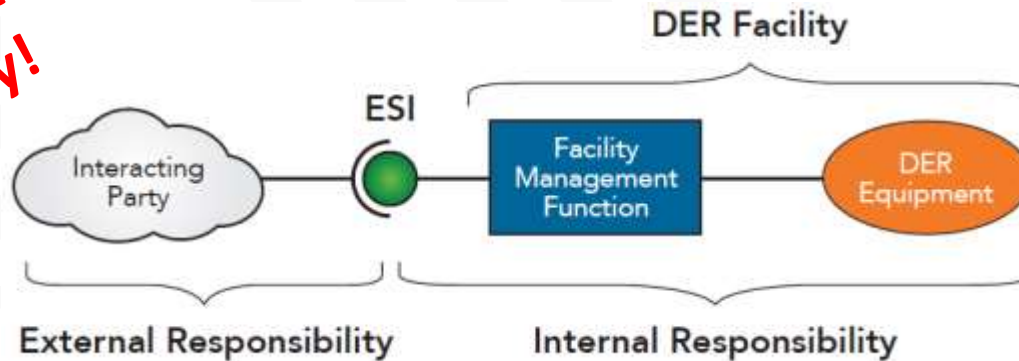 y!
DER Facility
ESI
Interacting
Party
Facility
Management
Function
DER
Equipment
External Responsibility
Internal Responsibility